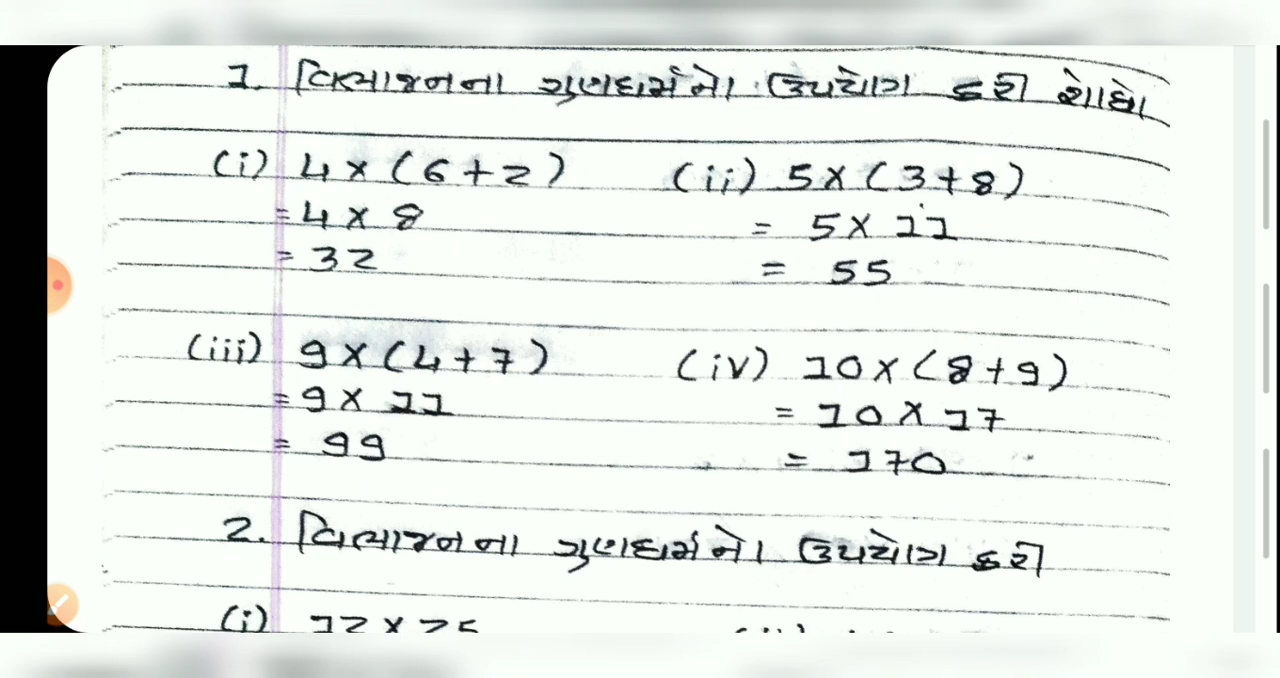 1. વિભાજનના ગુણધર્મનો ઉપયોગ કરી શોધો
(i) 4 × (6 + 2) (ii) 5 × (3 + 8)
= 4 × 8 = 5 × 11
= 32 = 55
(iii) 9 × (4 + 7) (iv) 10 × (8 + 9)
= 9 × 11 = 10 × 17
= 99 = 170
2. વિભાજનના ગુણધર્મનો ઉપયોગ કરી
(i) 12 × 25